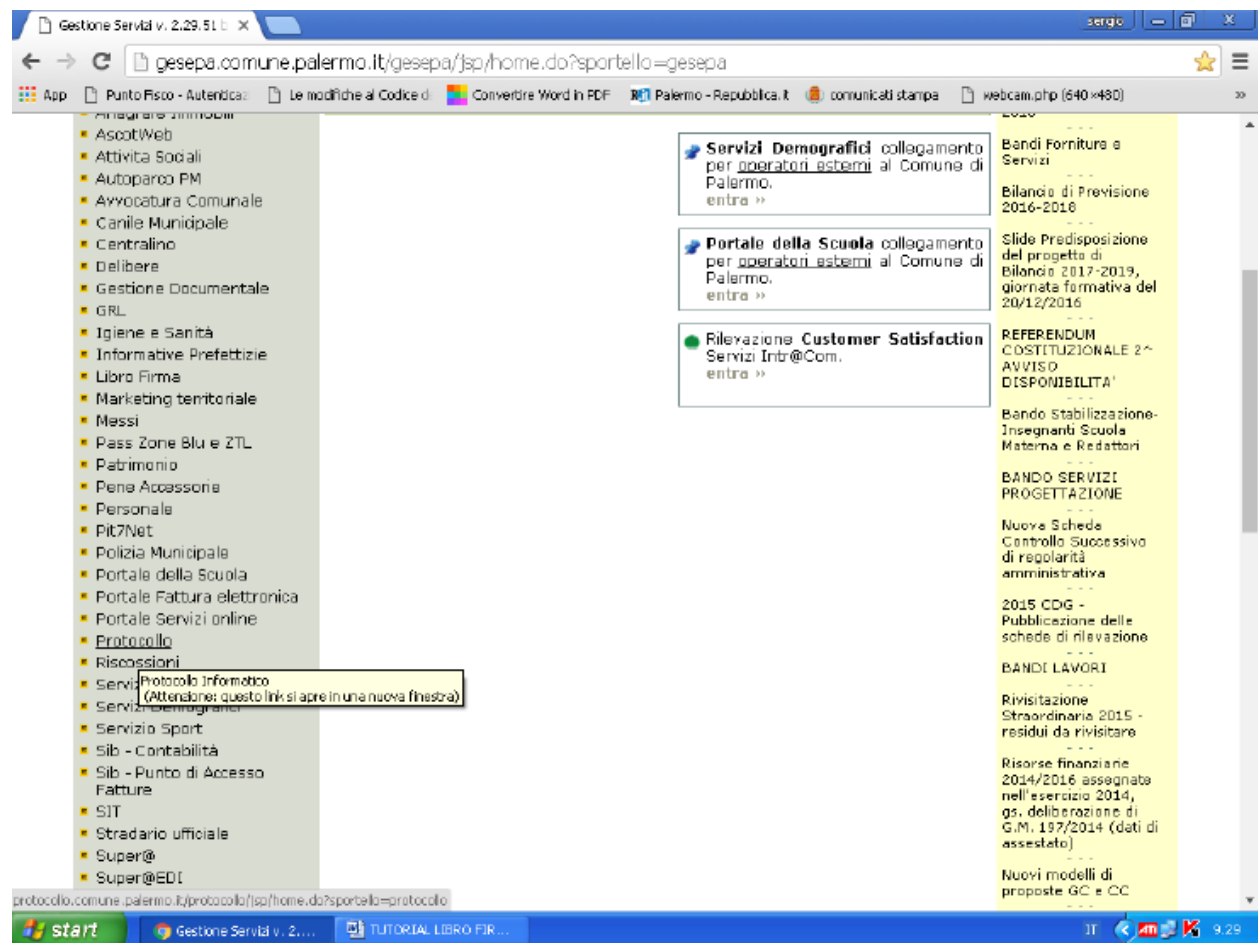 Gestione Servizi v. 2.29.51 b
sergio
gesepa.comune.palermo.it/gesepa/jsp/home.do?sportello=gesepa
App Punto Fisco - Autenticaz Le modifiche al Codice d Convertire Word in PDF Palermo - Repubblica.it comunicati stampa webcam.php (640×480) »
Anagrafe Immobili
AscotWeb
Attivita Sociali
Autoparco PM
Avvocatura Comunale
Canile Municipale
Centralino
Delibere
Gestione Documentale
GRL
Igiene e Sanità
Informative Prefettizie
Libro Firma
Marketing territoriale
Messi
Pass Zone Blu e ZTL
Patrimonio
Pene Accessorie
Personale
Pit7Net
Polizia Municipale
Portale della Scuola
Portale Fattura elettronica
Portale Servizi online
Protocollo
Riscossioni
Serviz
Servizi Demografici
Servizio Sport
Sib - Contabilità
Sib - Punto di Accesso
Fatture
SIT
Stradario ufficiale
Super@
Super@EDI
Protocollo Informatico
(Attenzione: questo link si apre in una nuova finestra)
Servizi Demografici collegamento
per operatori esterni al Comune di
Palermo.
entra »
Portale della Scuola collegamento
per operatori esterni al Comune di
Palermo.
entra »
Rilevazione Customer Satisfaction
Servizi Intr@Com.
entra »
2016
- - -
Bandi Forniture e
Servizi
- - -
Bilancio di Previsione
2016-2018
- - -
Slide Predisposizione
del progetto di
Bilancio 2017-2019,
giornata formativa del
20/12/2016
- - -
REFERENDUM
COSTITUZIONALE 2^
AVVISO
DISPONIBILITA'
- - -
Bando Stabilizzazione-
Insegnanti Scuola
Materna e Redattori
- - -
BANDO SERVIZI
PROGETTAZIONE
- - -
Nuova Scheda
Controllo Successivo
di regolarità
amministrativa
- - -
2015 CDG -
Pubblicazione delle
schede di rilevazione
- - -
BANDI LAVORI
- - -
Rivisitazione
Straordinaria 2015 -
residui da rivisitare
- - -
Risorse finanziarie
2014/2016 assegnate
nell'esercizio 2014,
gs. deliberazione di
G.M. 197/2014 (dati di
assestato)
- - -
Nuovi modelli di
proposte GC e CC
- - -
protocollo.comune.palermo.it/protocollo/jsp/home.do?sportello=protocollo
start Gestione Servizi v. 2.... TUTORIAL LIBRO FIR... IT ATI K 9.29